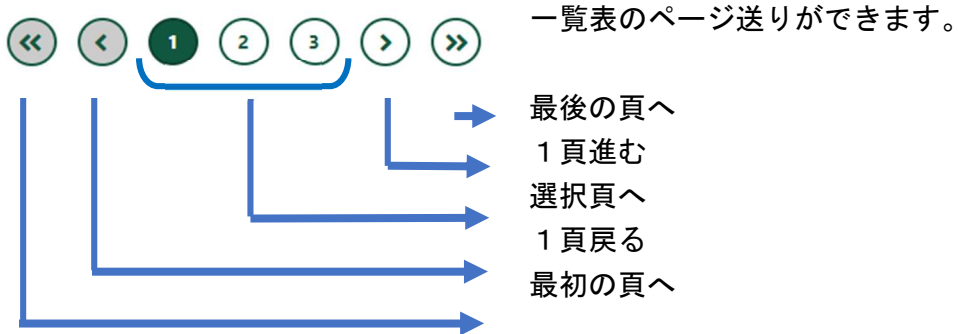 一覧表のページ送りができます。
« ‹ 1 2 3 › »
最後の頁へ
１頁進む
選択頁へ
１頁戻る
最初の頁へ